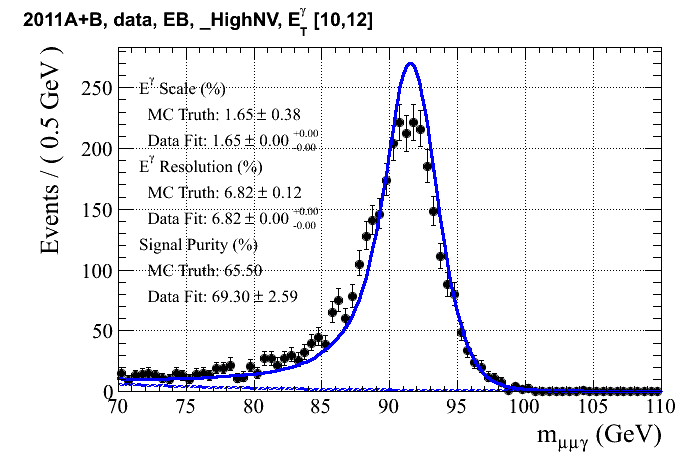 2011A+B, data, EB, _HighNV, E_T^γ [10,12]
Events / ( 0.5 GeV )
250
200
150
100
50
0
E^γ Scale (%)
MC Truth: 1.65 ± 0.38
Data Fit: 1.65 ± 0.00 +0.00 -0.00
E^γ Resolution (%)
MC Truth: 6.82 ± 0.12
Data Fit: 6.82 ± 0.00 +0.00 -0.00
Signal Purity (%)
MC Truth: 65.50
Data Fit: 69.30 ± 2.59
70 75 80 85 90 95 100 105 110
m_μμγ (GeV)